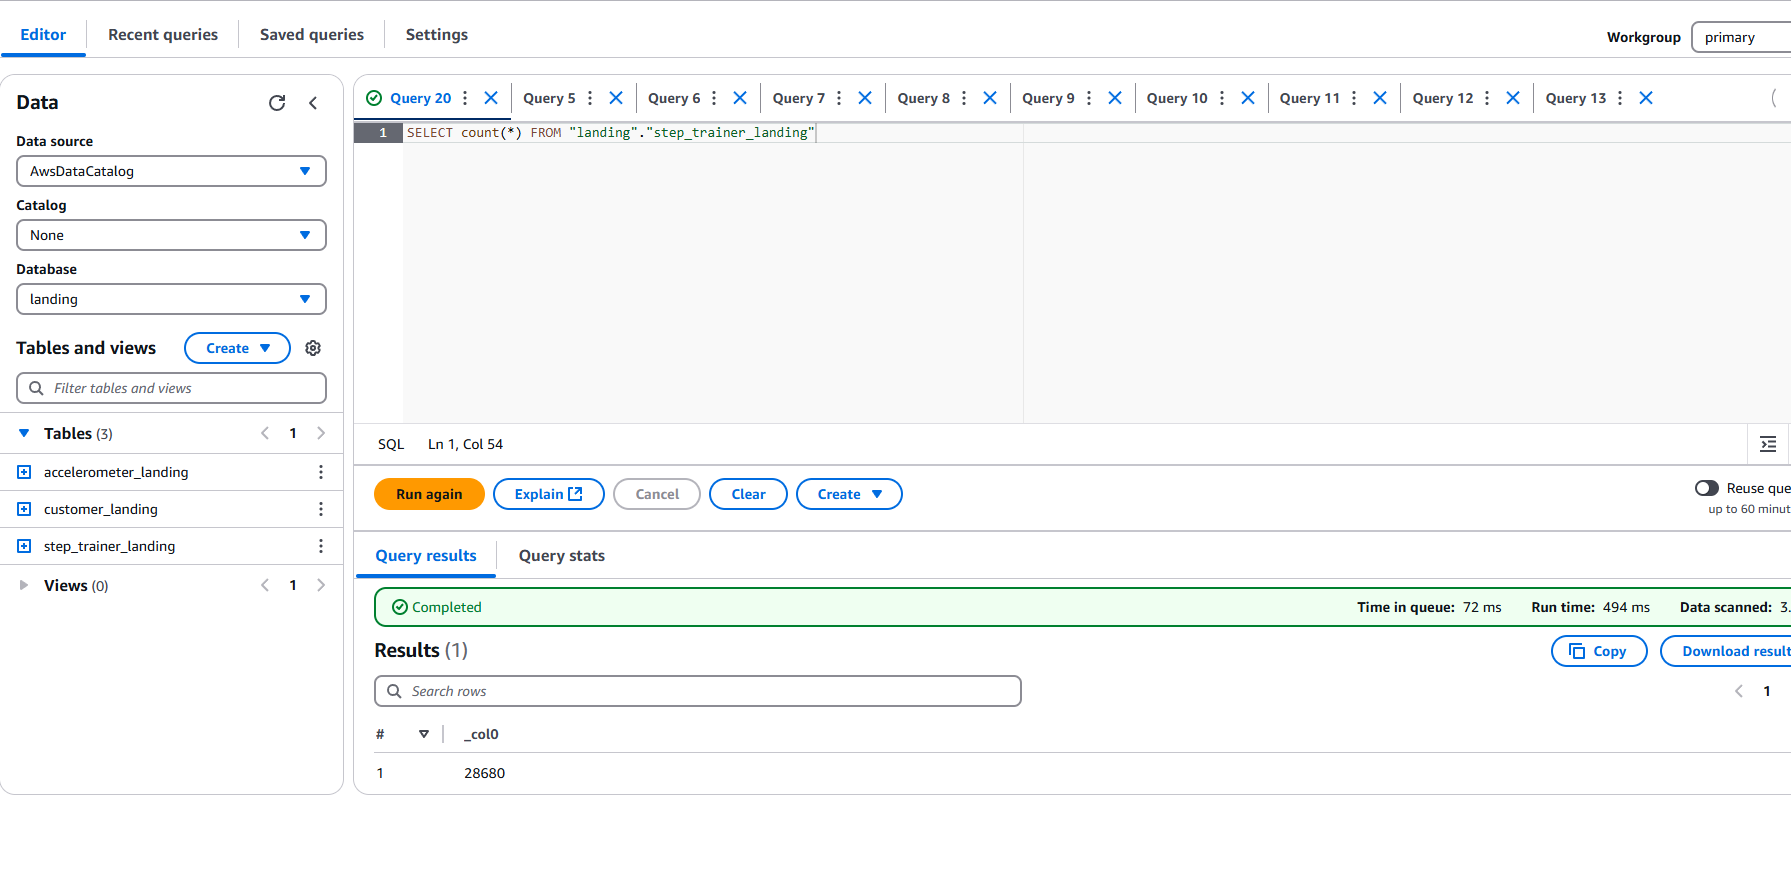 Editor Recent queries Saved queries Settings
Workgroup primary
Data
Data source
AwsDataCatalog
Catalog
None
Database
landing
Tables and views Create
Filter tables and views
Tables (3) 1
accelerometer_landing
customer_landing
step_trainer_landing
Views (0) 1
Query 20 Query 5 Query 6 Query 7 Query 8 Query 9 Query 10 Query 11 Query 12 Query 13
1 SELECT count(*) FROM "landing"."step_trainer_landing"
SQL Ln 1, Col 54
Run again Explain Cancel Clear Create
Reuse que
up to 60 minut
Query results Query stats
Completed Time in queue: 72 ms Run time: 494 ms Data scanned: 3.
Results (1) Copy Download result
Search rows 1
# _col0
1 28680